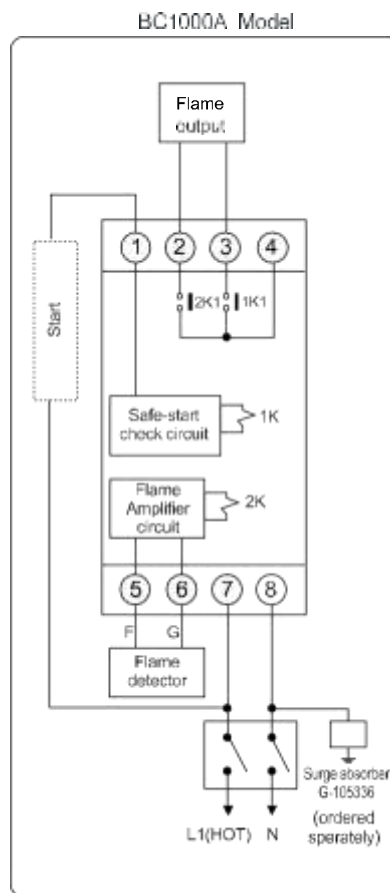 BC1000A Model
Flame
output
1
2
3
4
2K1
1K1
Start
Safe-start
check circuit
1K
Flame
Amplifier
circuit
2K
5
6
7
8
F
G
Flame
detector
Surge absorber
G-105336
(ordered
sperately)
L1(HOT)
N